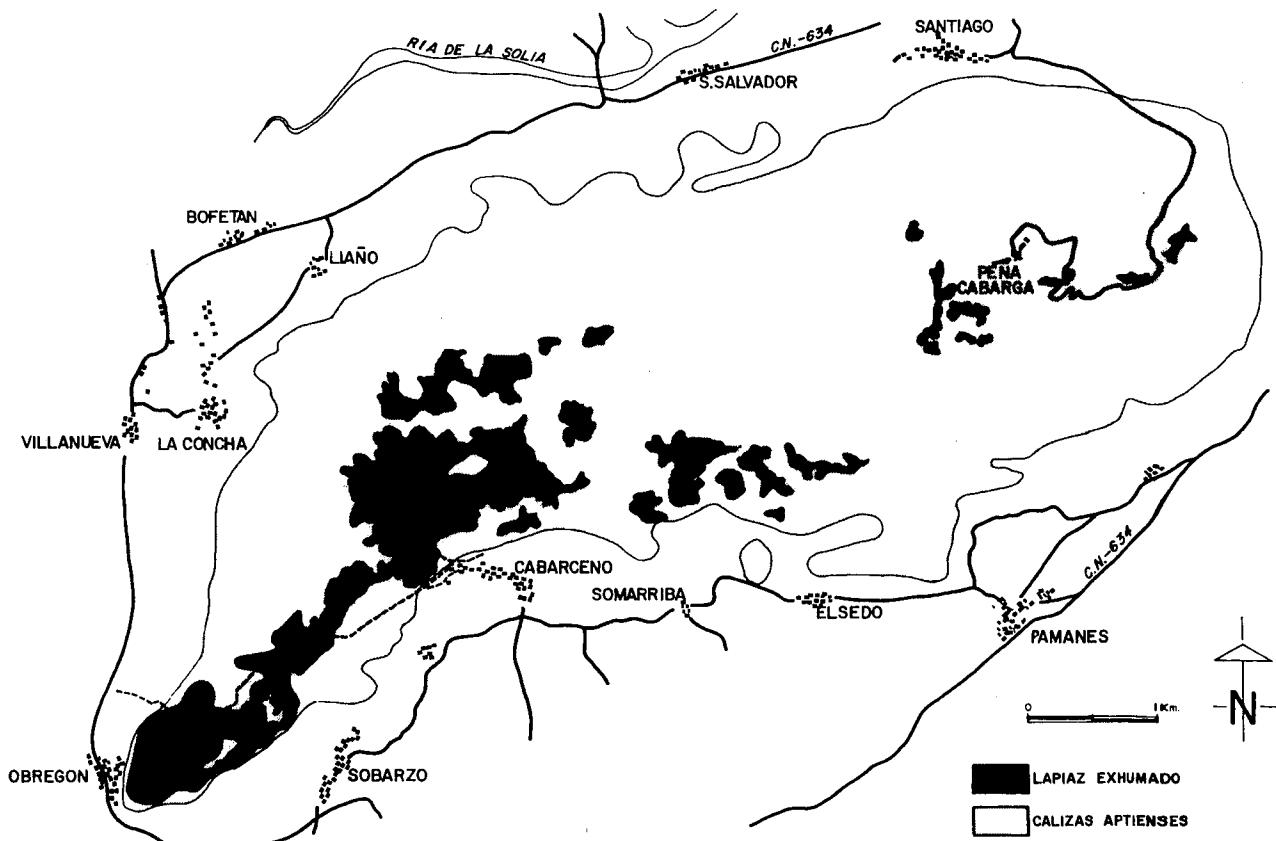 SANTIAGO
RIA DE LA SOLIA
C.N.-634
S.SALVADOR
BOFETAN
LIAÑO
PEÑA
CABARGA
VILLANUEVA
LA CONCHA
CABARCENO
SOMARRIBA
ELSEDO
C.N.-634
PAMANES
OBREGON
SOBARZO
0 1 Km.
N
LAPIAZ EXHUMADO
CALIZAS APTIENSES